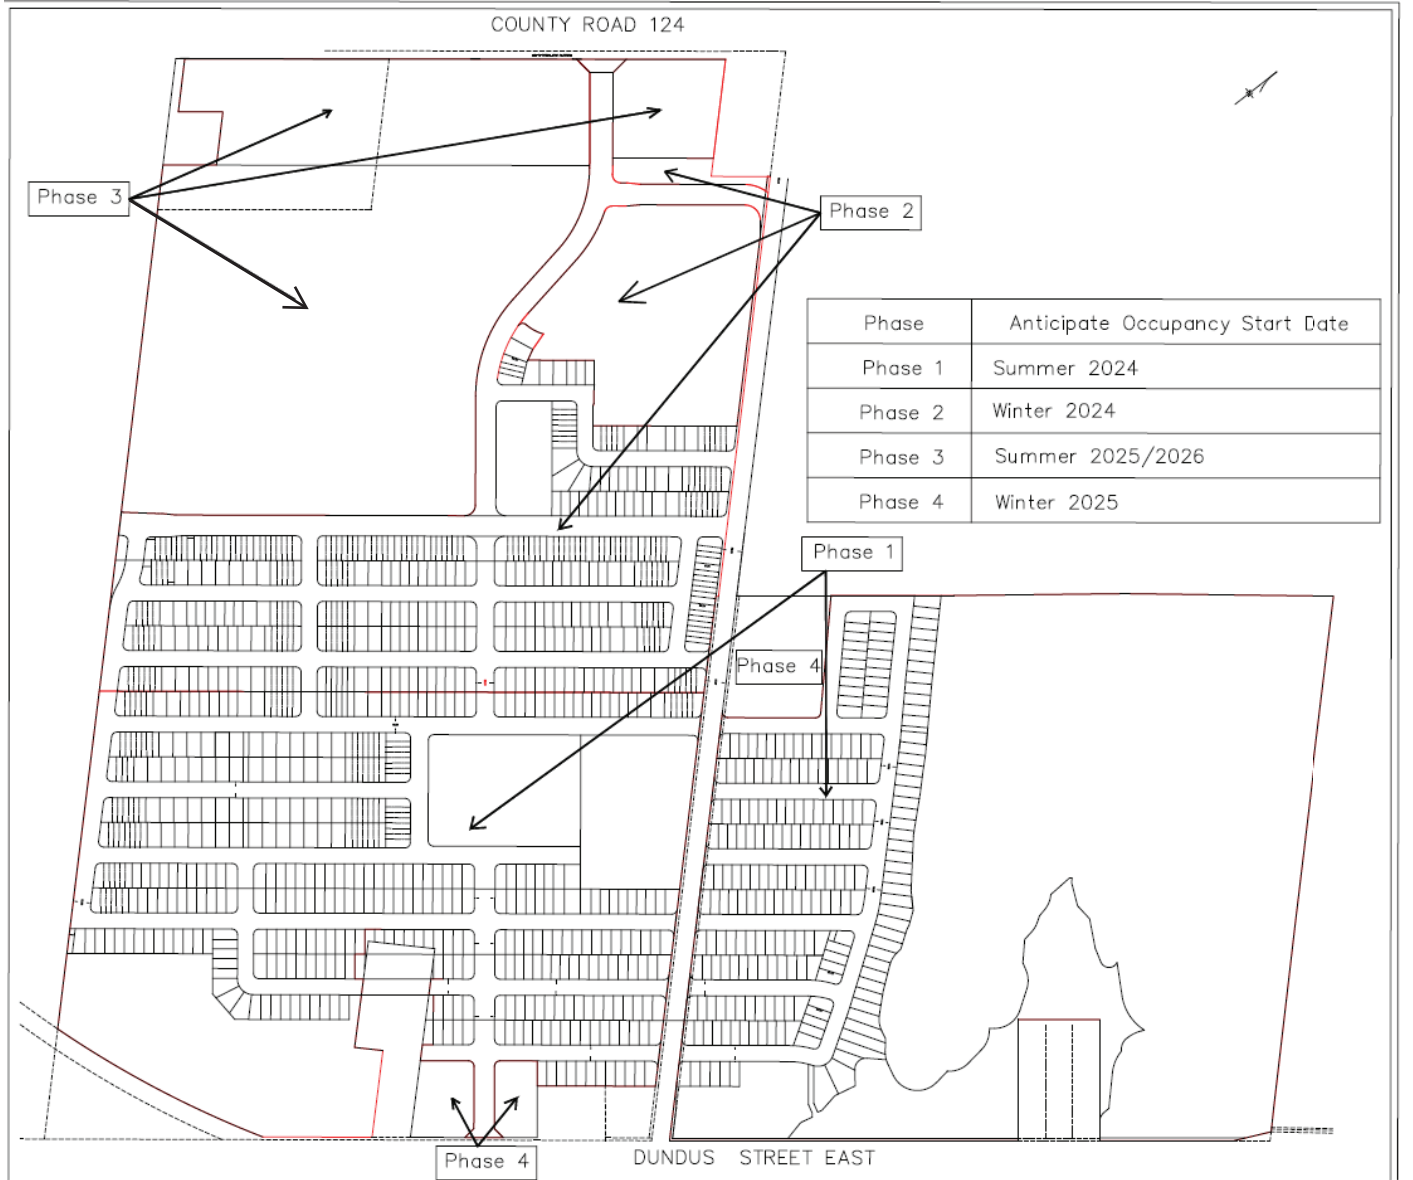 COUNTY ROAD 124
Phase 3
Phase 2
Phase Anticipate Occupancy Start Date
Phase 1 Summer 2024
Phase 2 Winter 2024
Phase 3 Summer 2025/2026
Phase 4 Winter 2025
Phase 1
Phase 4
Phase 4
DUNDUS STREET EAST